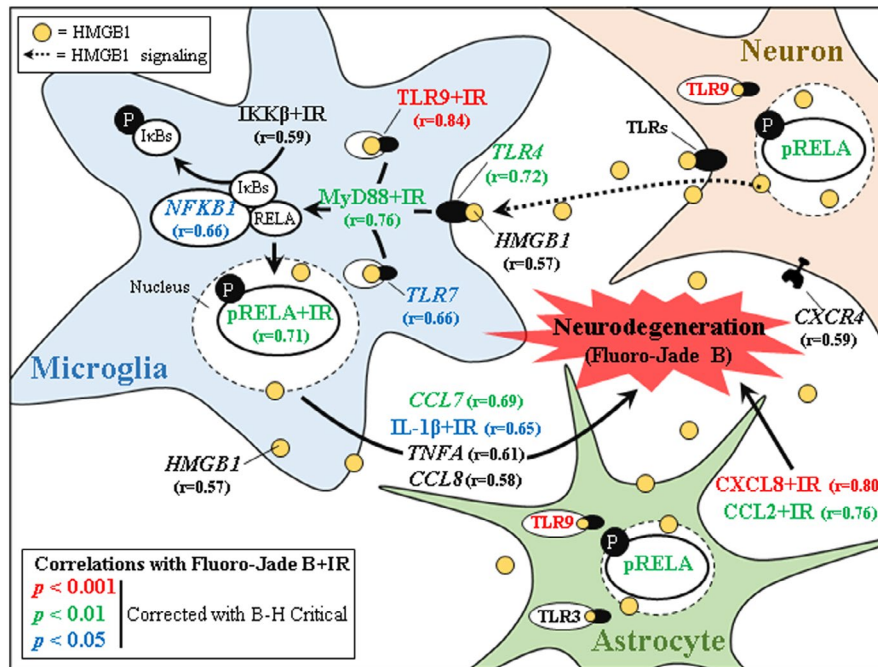 = HMGB1
= HMGB1 signaling
Neuron
TLR9
P
pRELA
TLRs
P
IκBs
IKKβ+IR
(r=0.59)
TLR9+IR
(r=0.84)
TLR4
(r=0.72)
IκBs
NFKB1
(r=0.66)
RELA
MyD88+IR
(r=0.76)
HMGB1
(r=0.57)
Nucleus
P
pRELA+IR
(r=0.71)
TLR7
(r=0.66)
CXCR4
(r=0.59)
Neurodegeneration
(Fluoro-Jade B)
Microglia
CCL7 (r=0.69)
IL-1β+IR (r=0.65)
TNFA (r=0.61)
CCL8 (r=0.58)
HMGB1
(r=0.57)
CXCL8+IR (r=0.80
CCL2+IR (r=0.76)
TLR9
P
pRELA
TLR3
Astrocyte
Correlations with Fluoro-Jade B+IR
p < 0.001
p < 0.01
p < 0.05
Corrected with B-H Critical